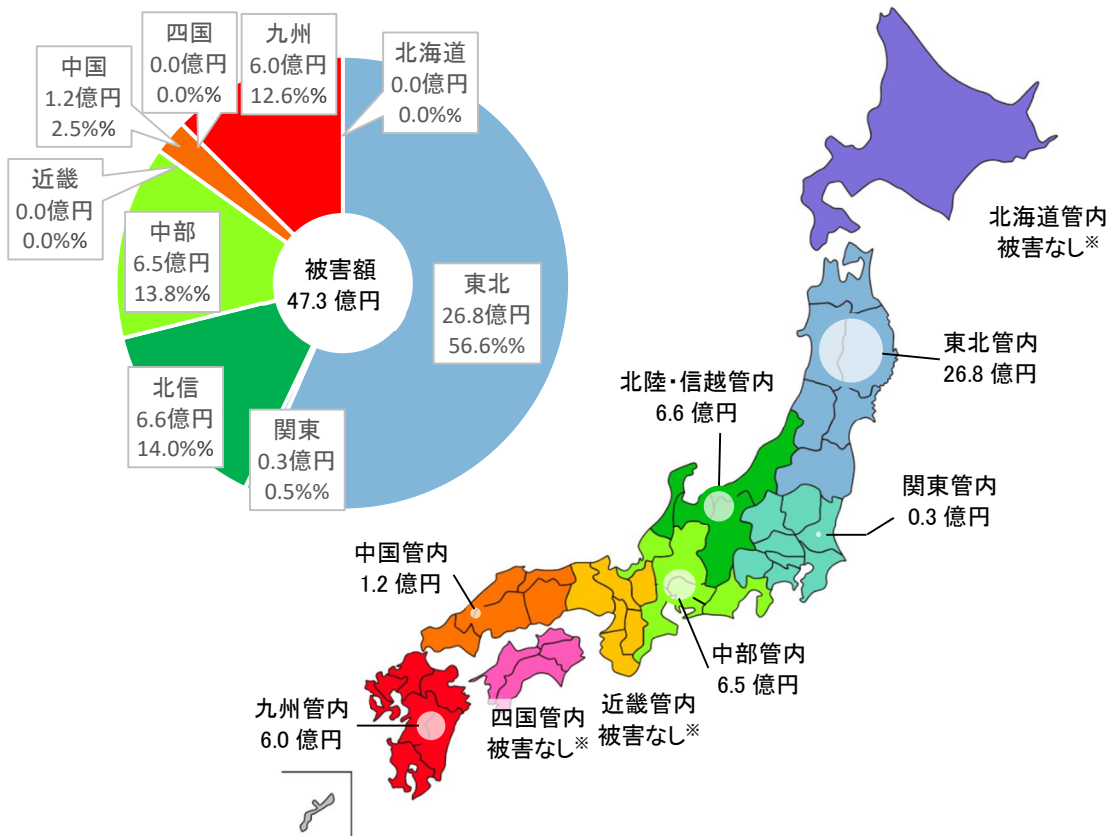 四国
0.0億円
0.0%%
九州
6.0億円
12.6%%
北海道
0.0億円
0.0%%
中国
1.2億円
2.5%%
近畿
0.0億円
0.0%%
中部
6.5億円
13.8%%
被害額
47.3 億円
東北
26.8億円
56.6%%
北信
6.6億円
14.0%%
関東
0.3億円
0.5%%
北海道管内
被害なし※
東北管内
26.8 億円
北陸・信越管内
6.6 億円
関東管内
0.3 億円
中国管内
1.2 億円
中部管内
6.5 億円
九州管内
6.0 億円
四国管内
被害なし※
近畿管内
被害なし※